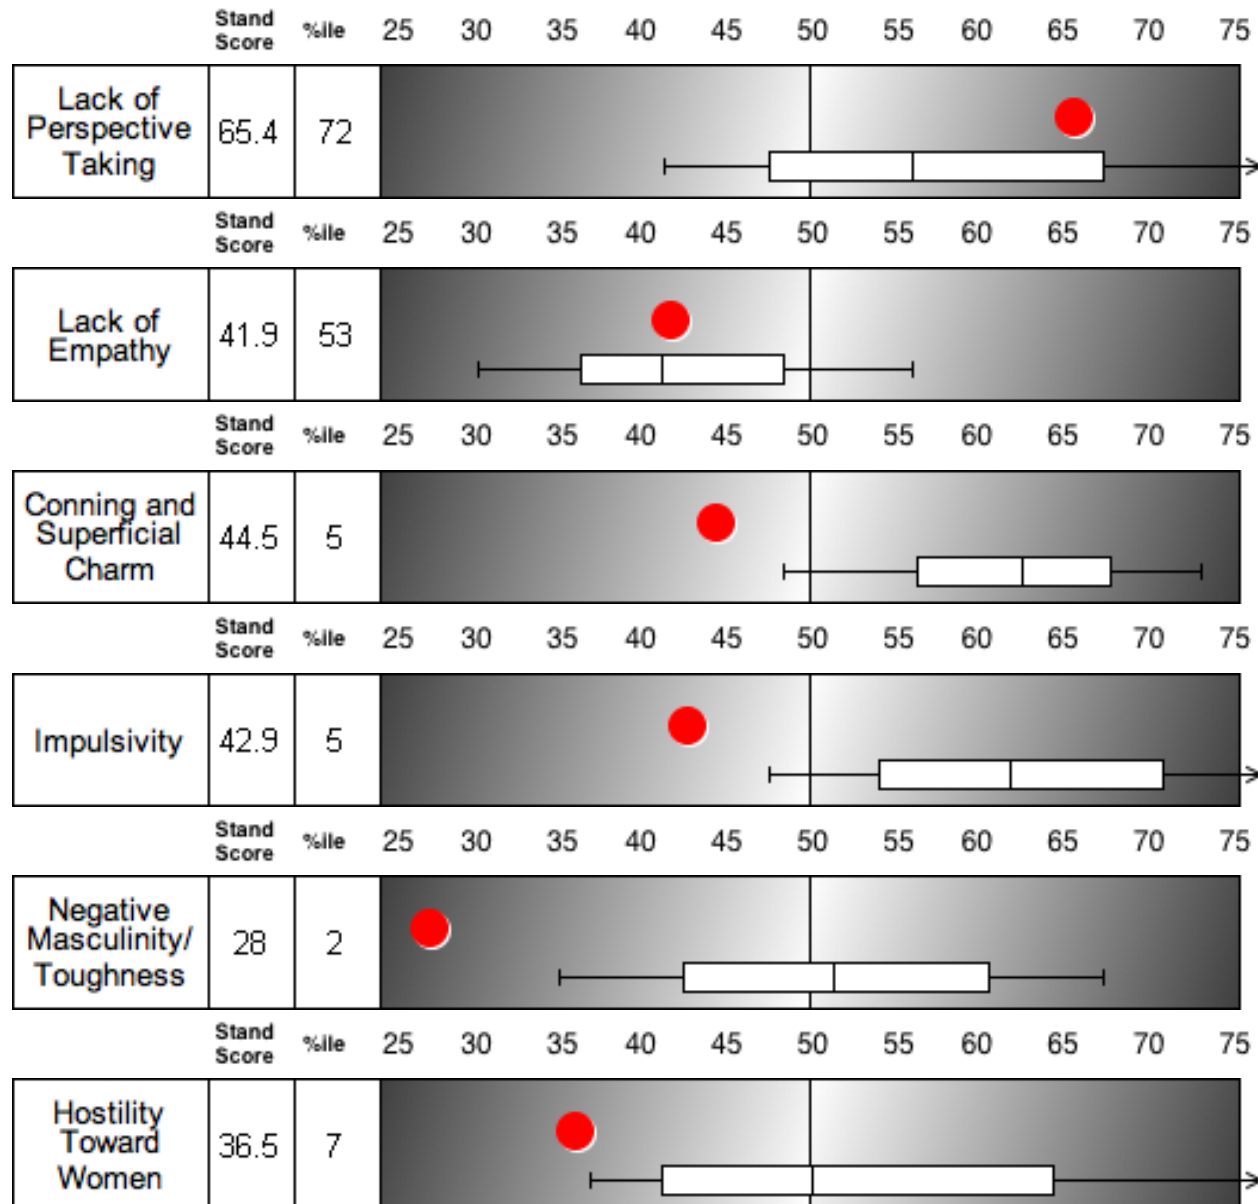 Stand Score %ile 25 30 35 40 45 50 55 60 65 70 75
Lack of
Perspective
Taking
65.4 72
Stand Score %ile 25 30 35 40 45 50 55 60 65 70 75
Lack of
Empathy
41.9 53
Stand Score %ile 25 30 35 40 45 50 55 60 65 70 75
Conning and
Superficial
Charm
44.5 5
Stand Score %ile 25 30 35 40 45 50 55 60 65 70 75
Impulsivity 42.9 5
Stand Score %ile 25 30 35 40 45 50 55 60 65 70 75
Negative
Masculinity/
Toughness
28 2
Stand Score %ile 25 30 35 40 45 50 55 60 65 70 75
Hostility
Toward
Women
36.5 7